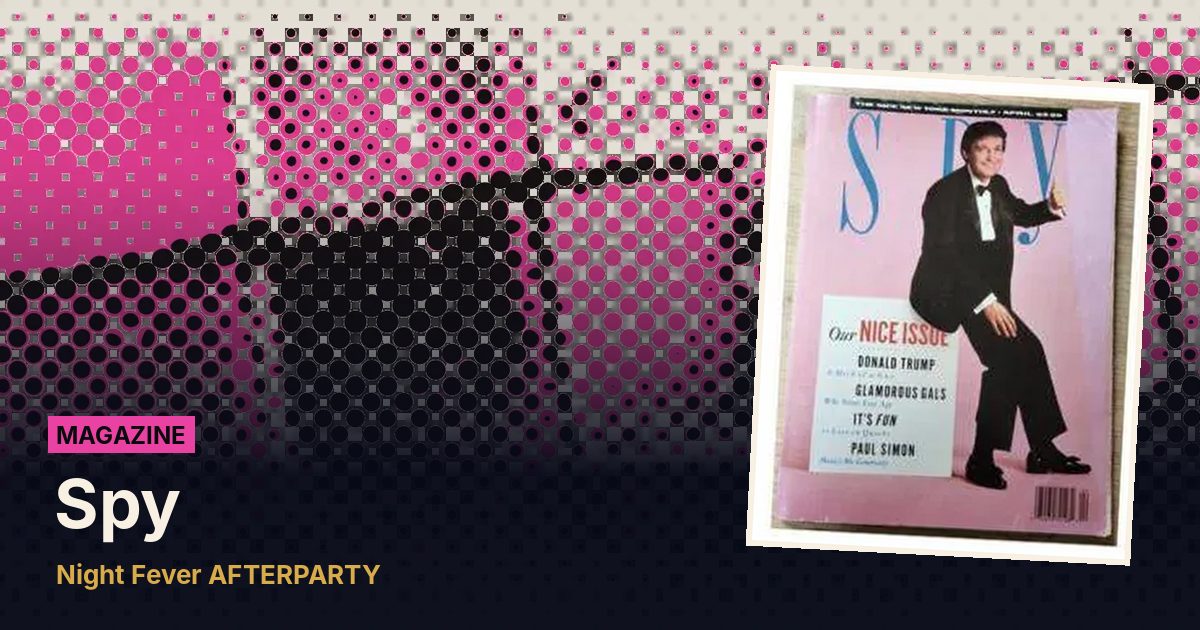 MAGAZINE
Spy
Night Fever AFTERPARTY
SPY
Our NICE ISSUE
DONALD TRUMP
GLAMOROUS GALS
IT'S FUN
PAUL SIMON